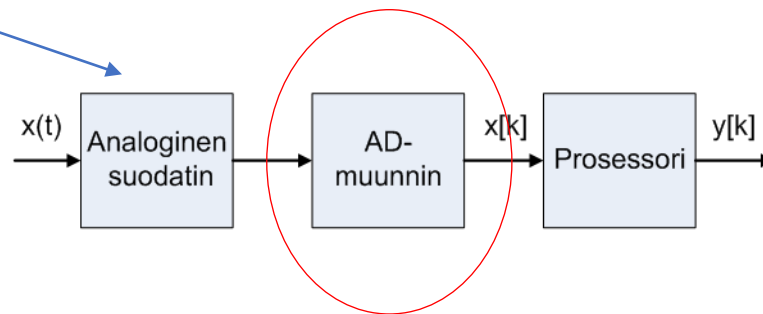 x(t)
Analoginen
suodatin
AD-
muunnin
x[k]
Prosessori
y[k]